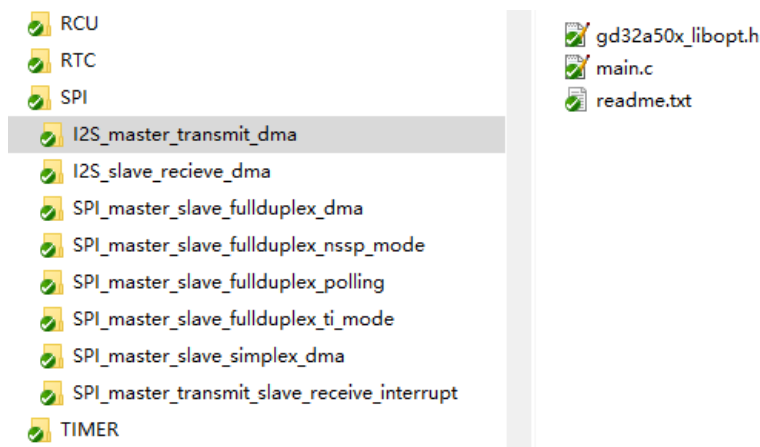 RCU
RTC
SPI
I2S_master_transmit_dma
I2S_slave_recieve_dma
SPI_master_slave_fullduplex_dma
SPI_master_slave_fullduplex_nssp_mode
SPI_master_slave_fullduplex_polling
SPI_master_slave_fullduplex_ti_mode
SPI_master_slave_simplex_dma
SPI_master_transmit_slave_receive_interrupt
TIMER
gd32a50x_libopt.h
main.c
readme.txt